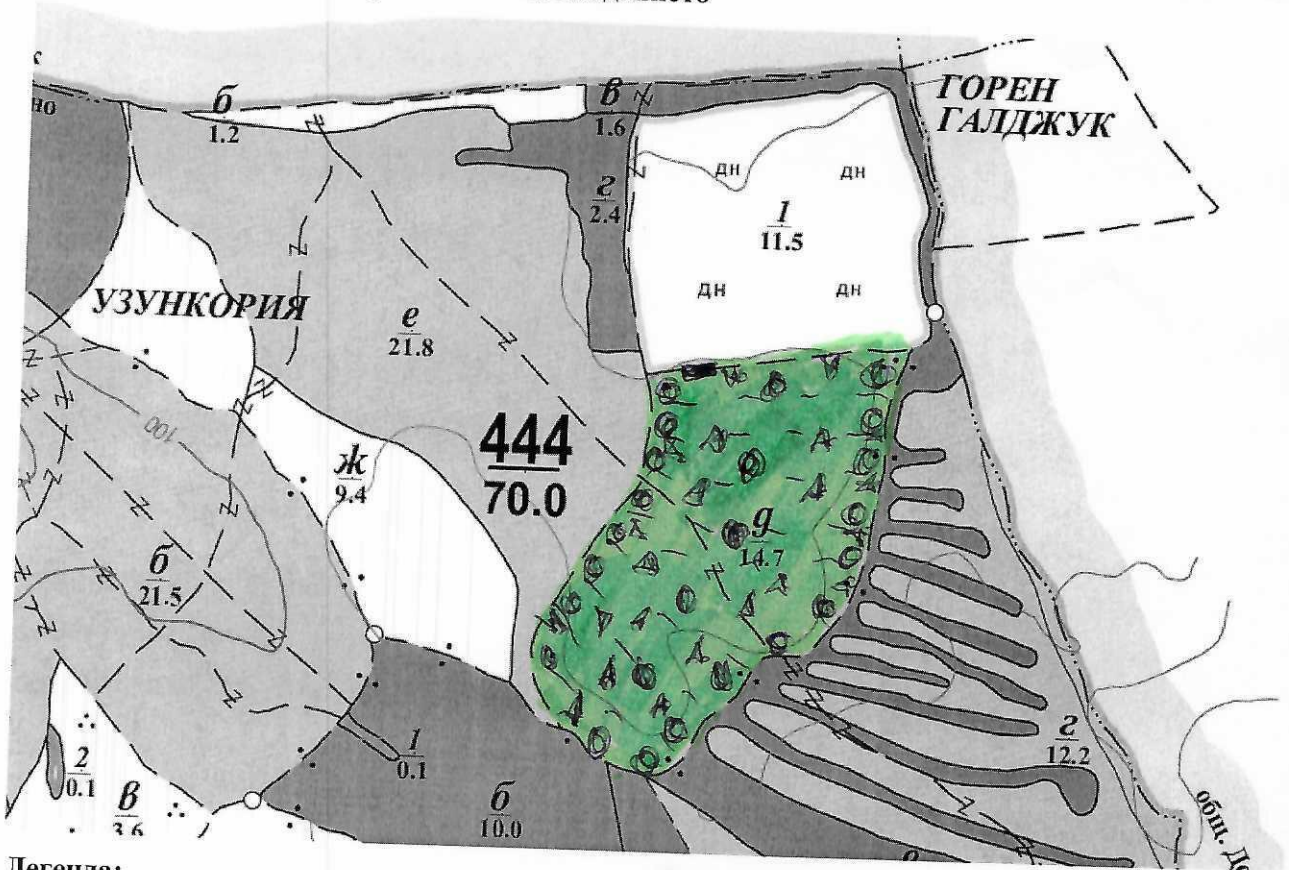 ГОРЕН
ГАЛДЖУК
но
б
1.2
в
1.6
г
2.4
дн
дн
1
11.5
дн
дн
УЗУНКОРИЯ
е
21.8
100
444
70.0
ж
9.4
д
14.7
б
21.5
1
0.1
2
0.1
в
3.6
б
10.0
г
12.2
общ.
Легенда: